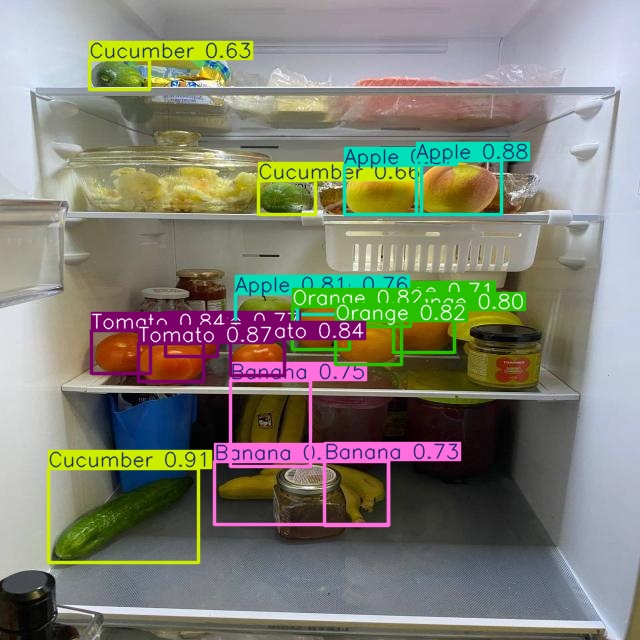 Cucumber 0.63
Apple 0.88
Cucumber 0.66
Apple
Apple 0.81
0.76
0.71
Orange 0.82
0.80
Orange 0.82
Tomato 0.84
Tomato 0.87
ato 0.84
Banana 0.75
Banana 0.
Banana 0.73
Cucumber 0.91